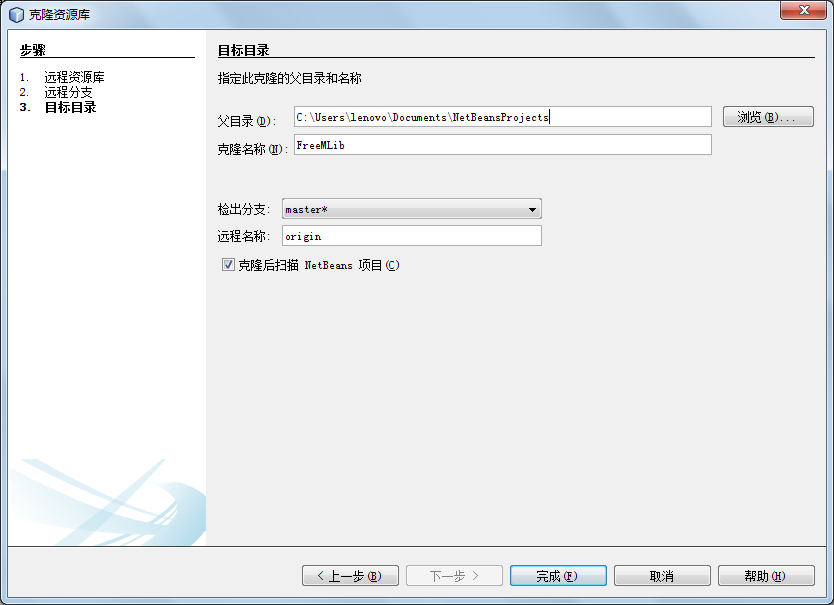 克隆资源库
步骤
1. 远程资源库
2. 远程分支
3. 目标目录
目标目录
指定此克隆的父目录和名称
父目录(D): C:\Users\lenovo\Documents\NetBeansProjects 浏览(B)...
克隆名称(N): FreeMLib
检出分支: master*
远程名称: origin
克隆后扫描 NetBeans 项目(C)
< 上一步(B) 下一步 > 完成(F) 取消 帮助(H)